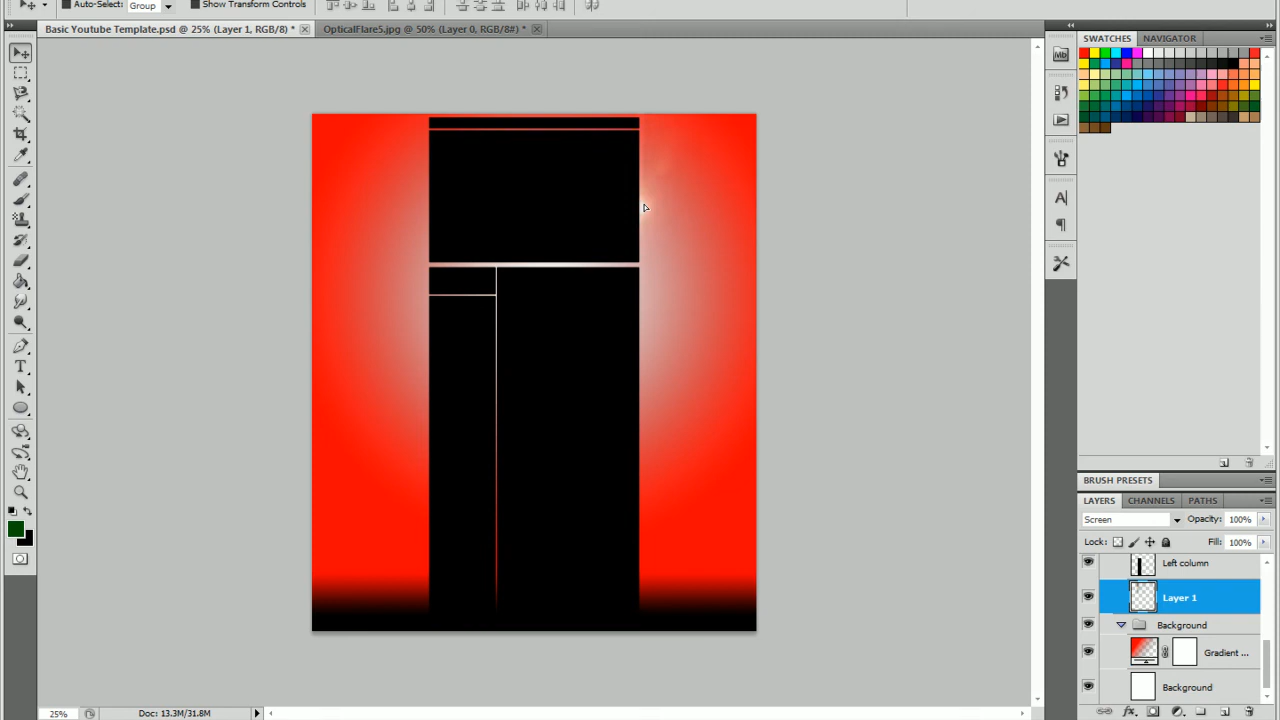 Auto-Select: Group Show Transform Controls
Basic Youtube Template.psd @ 25% (Layer 1, RGB/8) * OpticalFlare5.jpg @ 50% (Layer 0, RGB/8#) *
SWATCHES NAVIGATOR
Mb
A
T
BRUSH PRESETS
LAYERS CHANNELS PATHS
Screen Opacity: 100%
Lock: Fill: 100%
Left column
Layer 1
Background
Gradient ...
Background
25% Doc: 13.3M/31.8M
fx